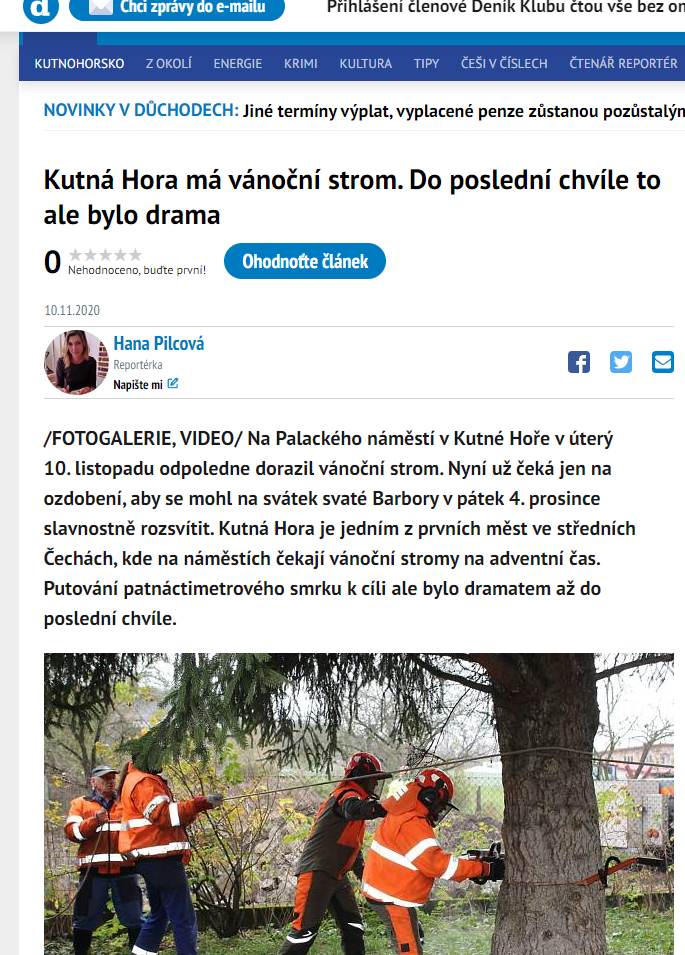 d Chci zprávy do e-mailu Přihlášení členové Deník Klubu čtou vše bez
KUTNOHORSKO Z OKOLÍ ENERGIE KRIMI KULTURA TIPY ČEŠI V ČÍSLECH ČTENÁŘ REPORTÉR
NOVINKY V DŮCHODECH: Jiné termíny výplat, vyplacené penze zůstanou
Kutná Hora má vánoční strom. Do poslední chvíle to
ale bylo drama
0 Nehodnoceno, buďte první! Ohodnoťte článek
10.11.2020
Hana Pilcová
Reportérka
Napište mi
/FOTOGALERIE, VIDEO/ Na Palackého náměstí v Kutné Hoře v úterý
10. listopadu odpoledne dorazil vánoční strom. Nyní už čeká jen na
ozdobení, aby se mohl na svátek svaté Barbory v pátek 4. prosince
slavnostně rozsvítit. Kutná Hora je jedním z prvních měst ve středních
Čechách, kde na náměstích čekají vánoční stromy na adventní čas.
Putování patnáctimetrového smrku k cíli ale bylo dramatem až do
poslední chvíle.